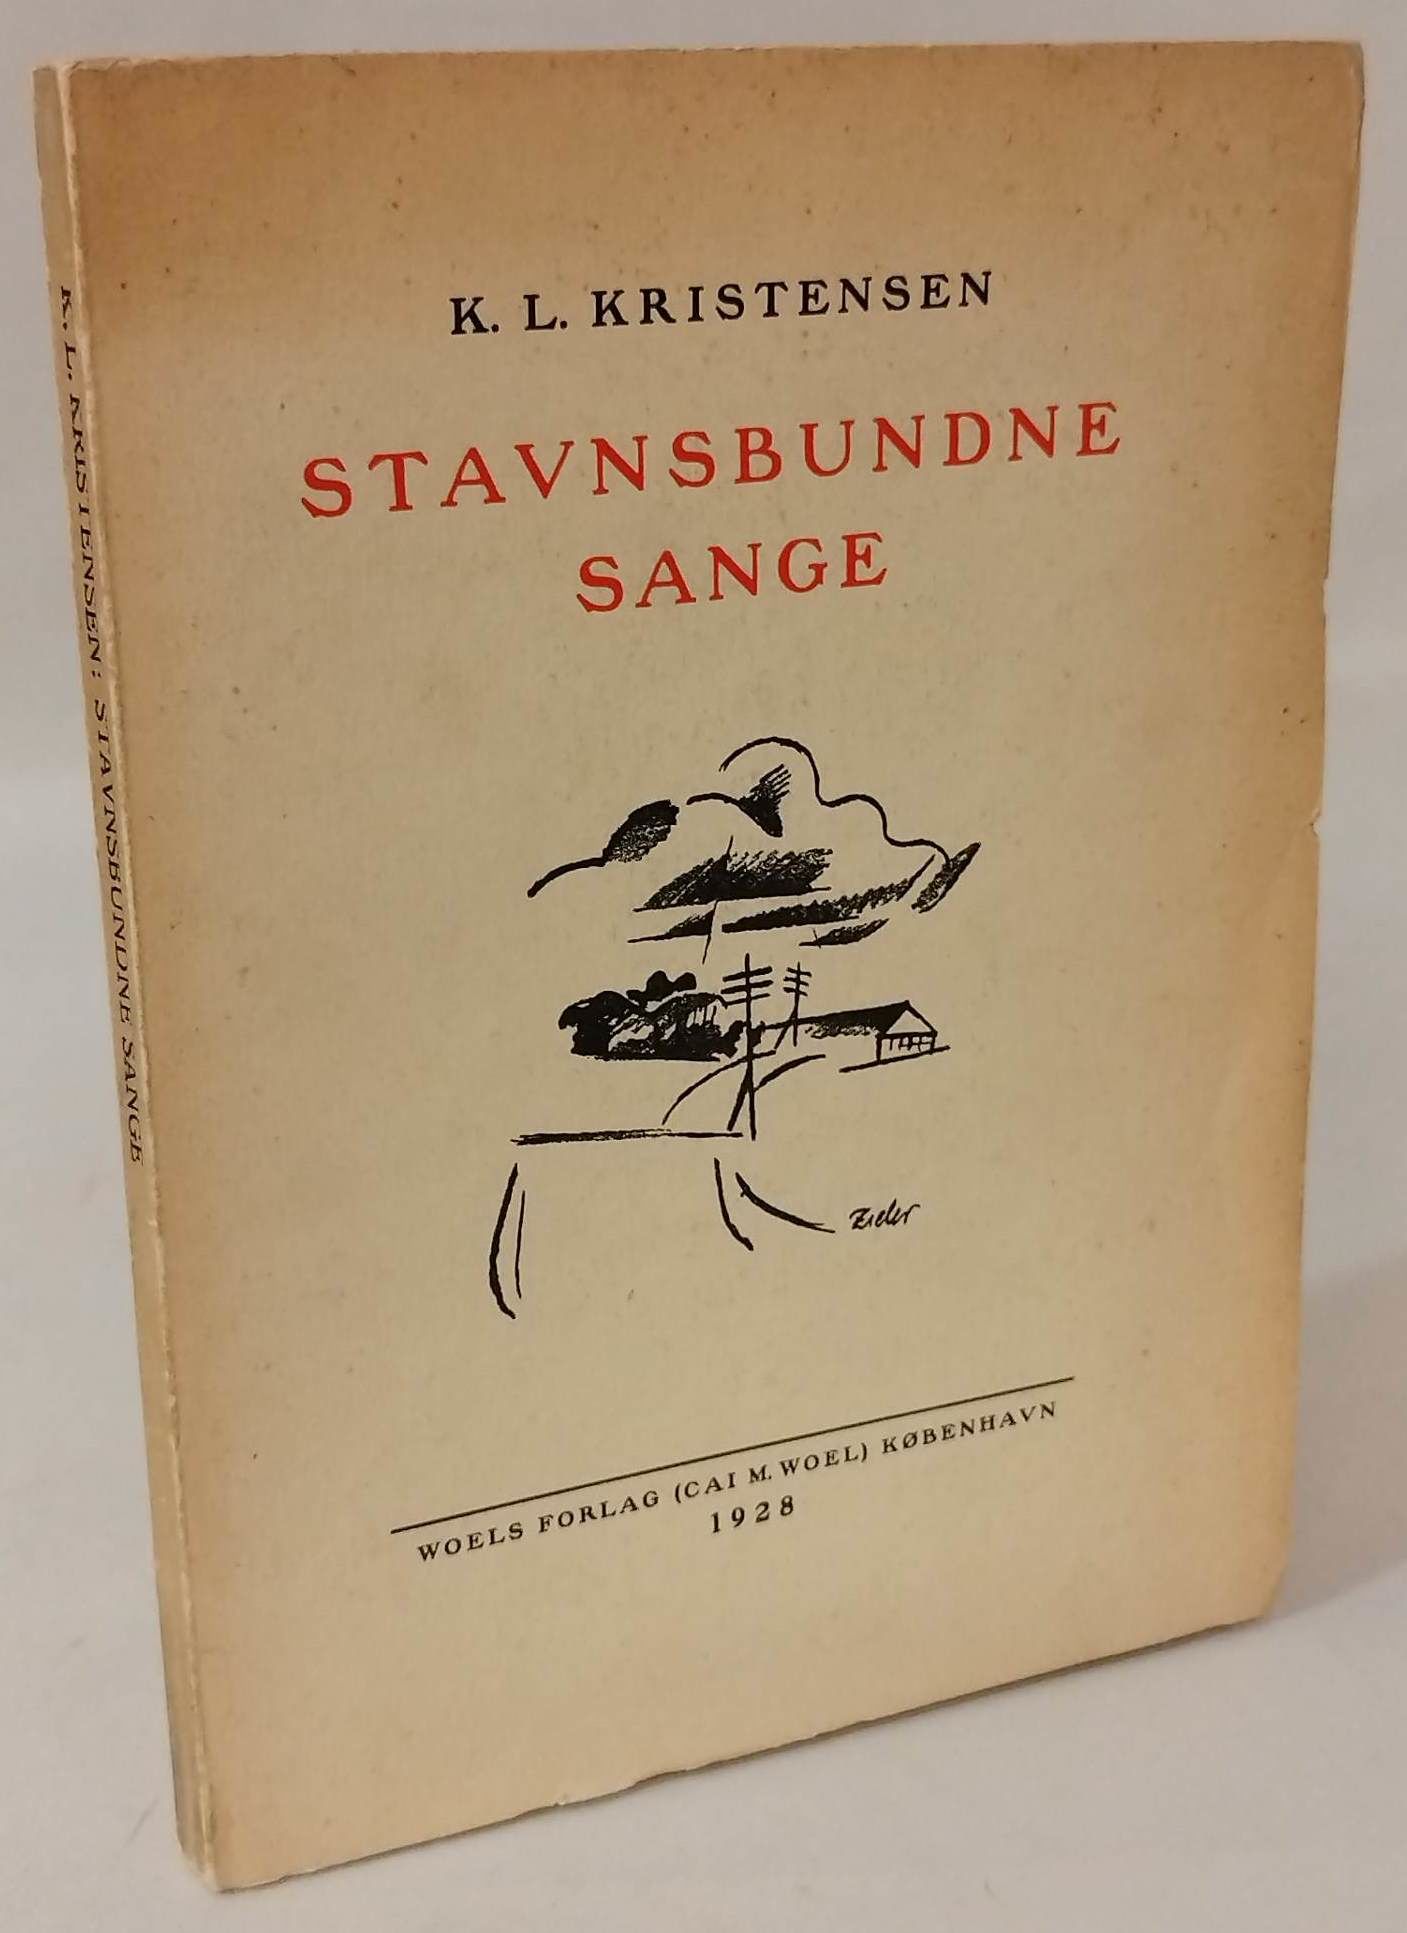 K. L. KRISTENSEN
STAVNSBUNDNE
SANGE
Zieler
WOELS FORLAG (CAI M. WOEL) KØBENHAVN
1928
K. L. KRISTENSEN: STAVNSBUNDNE SANGE